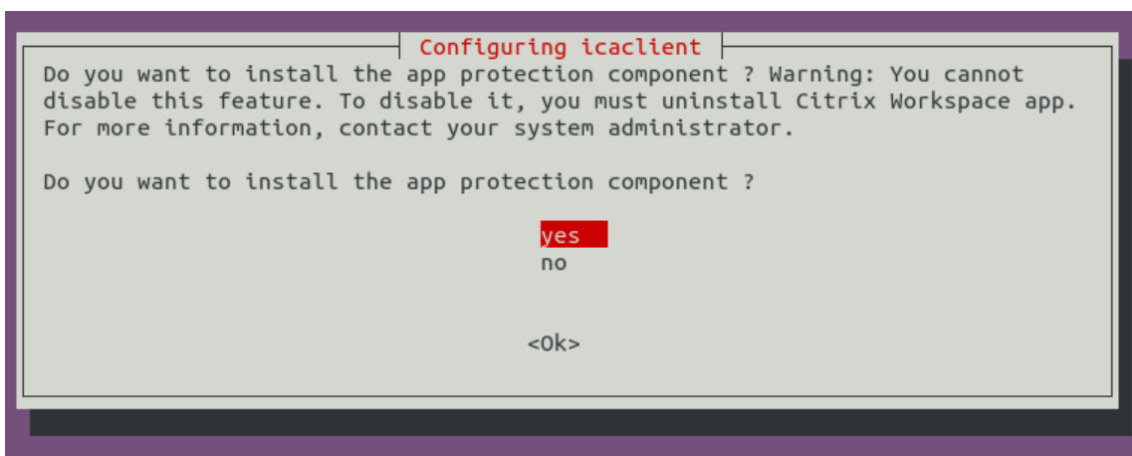 Configuring icaclient
Do you want to install the app protection component ? Warning: You cannot
disable this feature. To disable it, you must uninstall Citrix Workspace app.
For more information, contact your system administrator.
Do you want to install the app protection component ?
yes
no
<Ok>